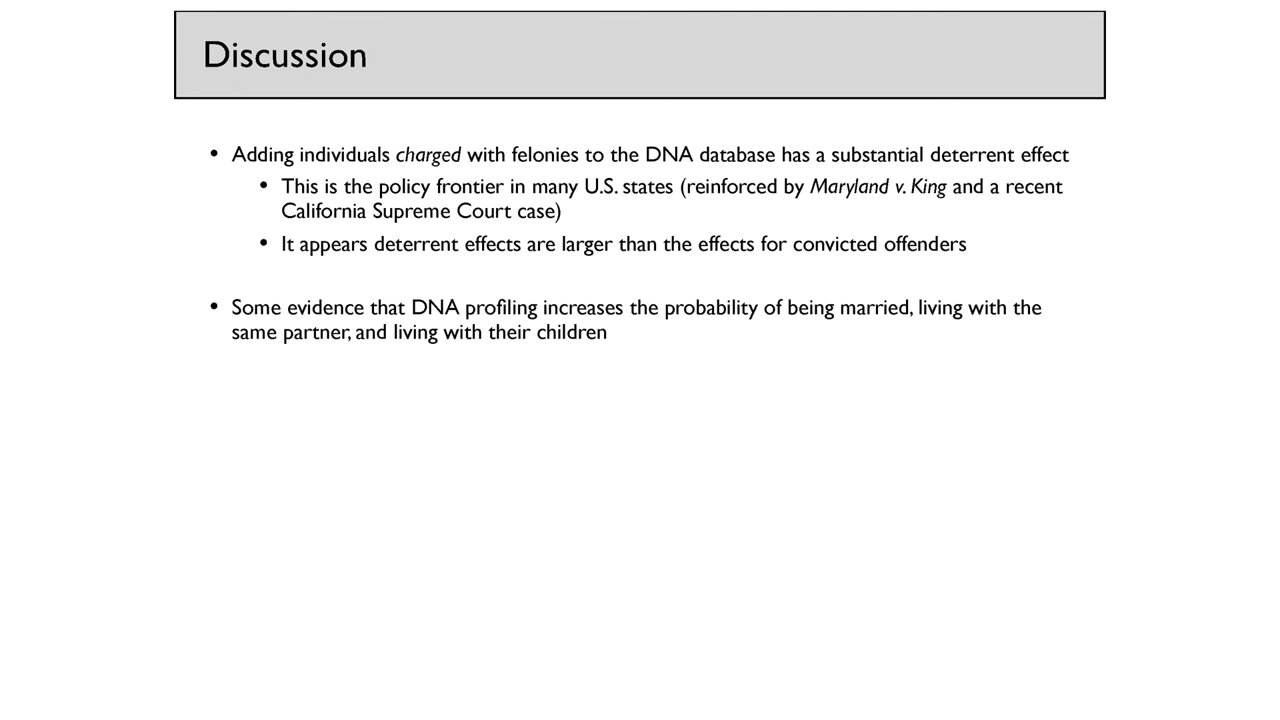 Discussion
• Adding individuals charged with felonies to the DNA database has a substantial deterrent effect
• This is the policy frontier in many U.S. states (reinforced by Maryland v. King and a recent
California Supreme Court case)
• It appears deterrent effects are larger than the effects for convicted offenders
• Some evidence that DNA profiling increases the probability of being married, living with the
same partner, and living with their children